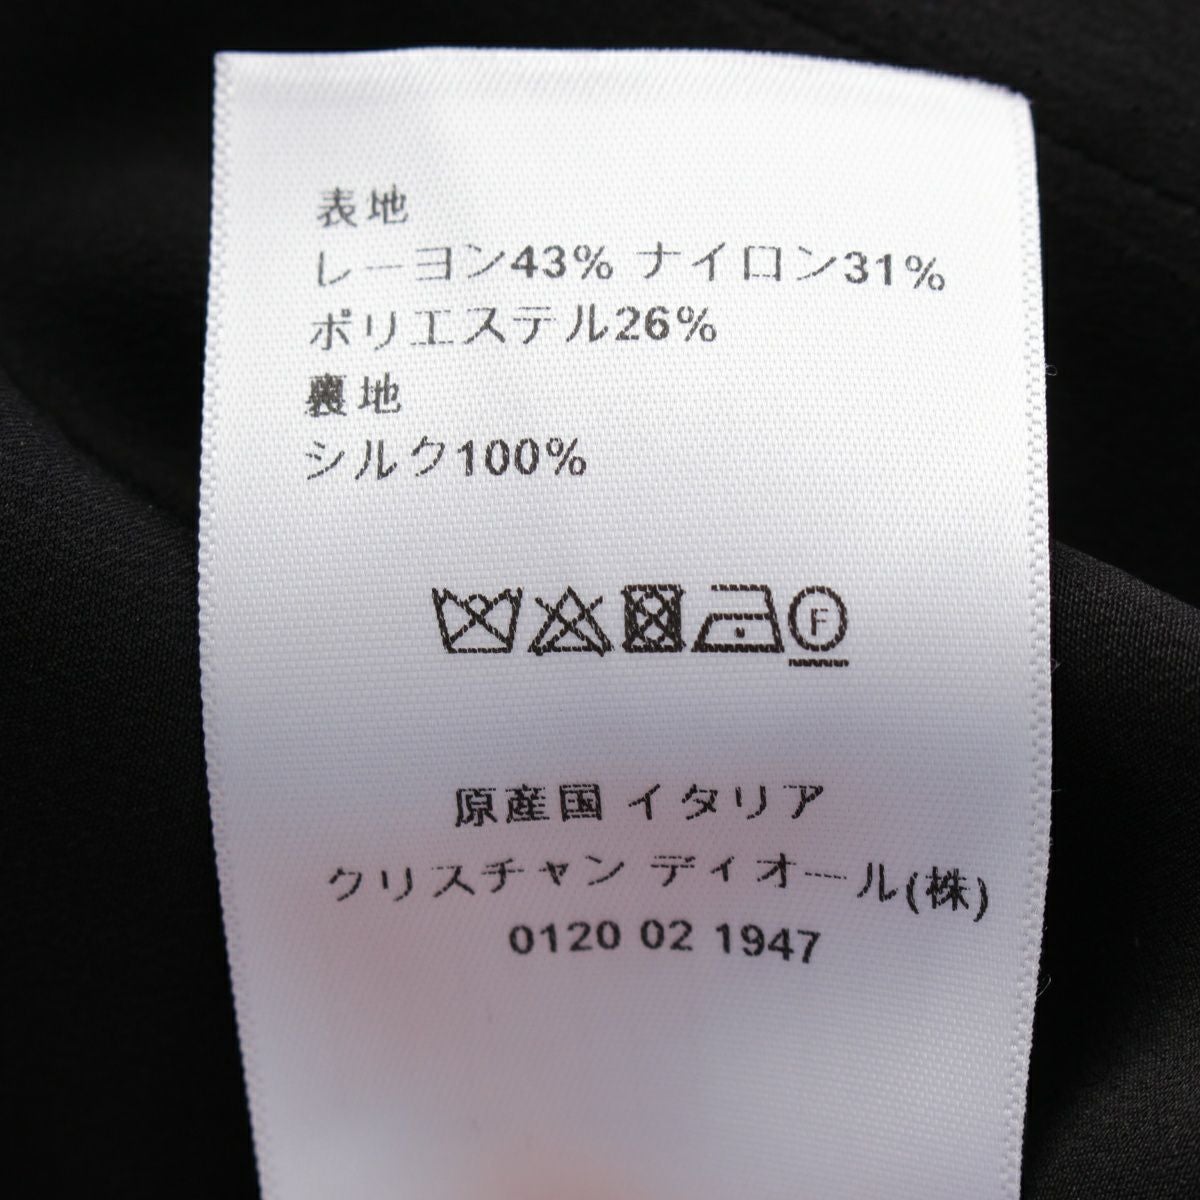 表地
レーヨン43% ナイロン31%
ポリエステル26%
裏地
シルク100%
F
原産国 イタリア
クリスチャン ディオール(株)
0120 02 1947